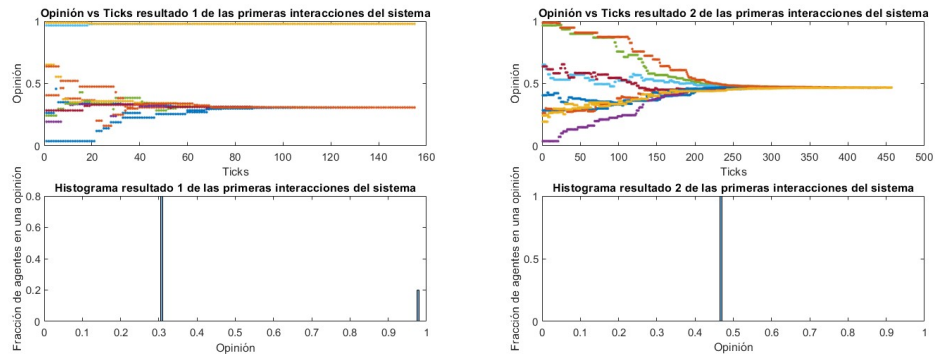 Opinión vs Ticks resultado 1 de las primeras interacciones del sistema
1
0.5
0
Opinión
0 20 40 60 80 100 120 140 160
Ticks
Opinión vs Ticks resultado 2 de las primeras interacciones del sistema
1
0.5
0
Opinión
0 50 100 150 200 250 300 350 400 450 500
Ticks
Histograma resultado 1 de las primeras interacciones del sistema
0.8
0.6
0.4
0.2
0
Fracción de agentes en una opinión
0 0.1 0.2 0.3 0.4 0.5 0.6 0.7 0.8 0.9 1
Opinión
Histograma resultado 2 de las primeras interacciones del sistema
1
0.5
0
Fracción de agentes en una opinión
0 0.1 0.2 0.3 0.4 0.5 0.6 0.7 0.8 0.9 1
Opinión